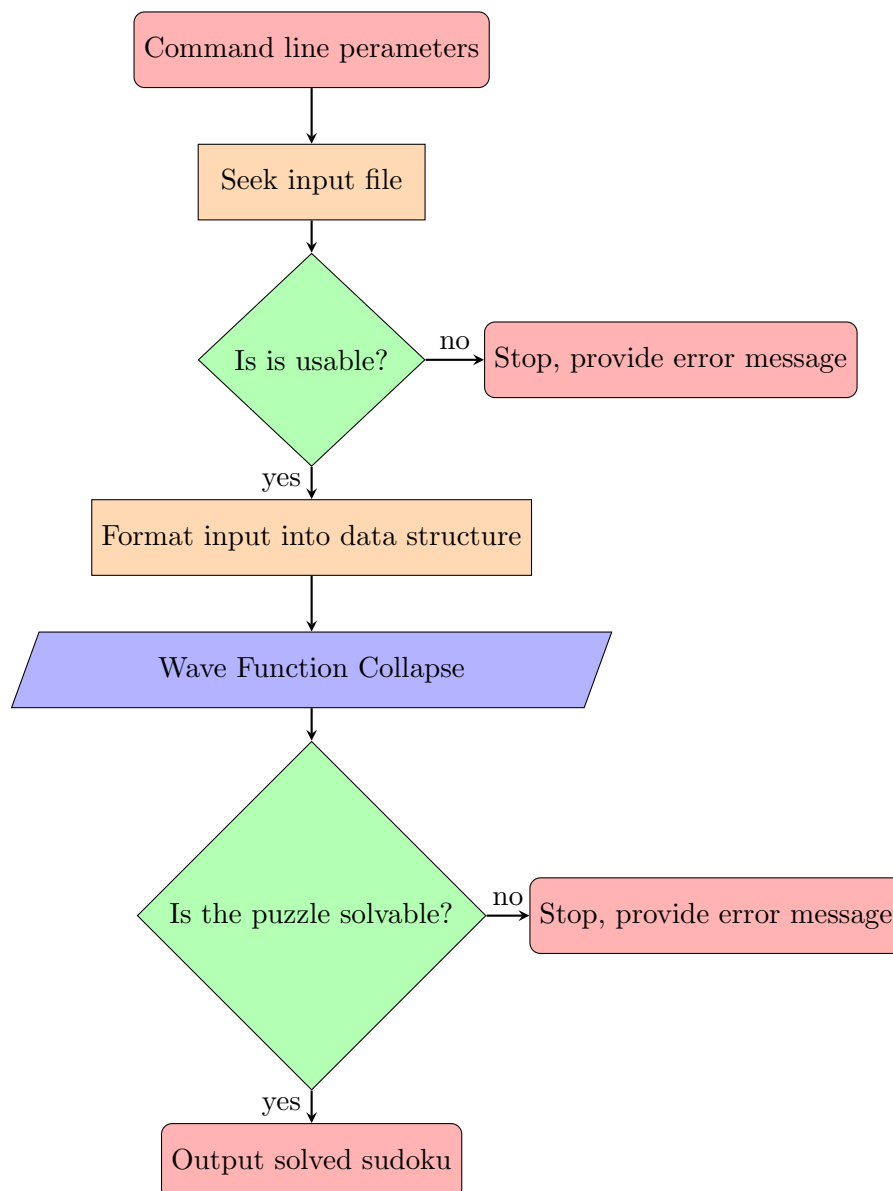 Command line perameters
Seek input file
Is is usable?
no
Stop, provide error message
yes
Format input into data structure
Wave Function Collapse
Is the puzzle solvable?
no
Stop, provide error message
yes
Output solved sudoku